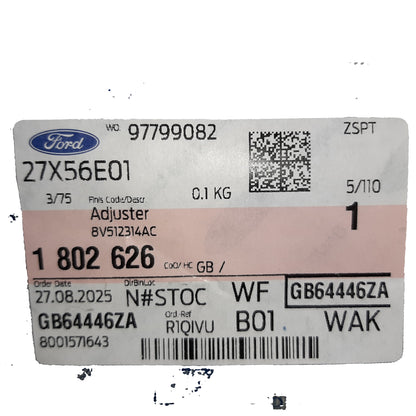 Ford WO. 97799082 ZSPT
27X56E01 0.1 KG 5/110
3/75 Finis Code/Descr.
Adjuster 1
8V512314AC
1 802 626 CoO/HC GB /
Order Date DlrBinLoc
27.08.2025 N#STOC WF GB64446ZA
GB64446ZA Ord-Ref R1QIVU B01 WAK
8001571643